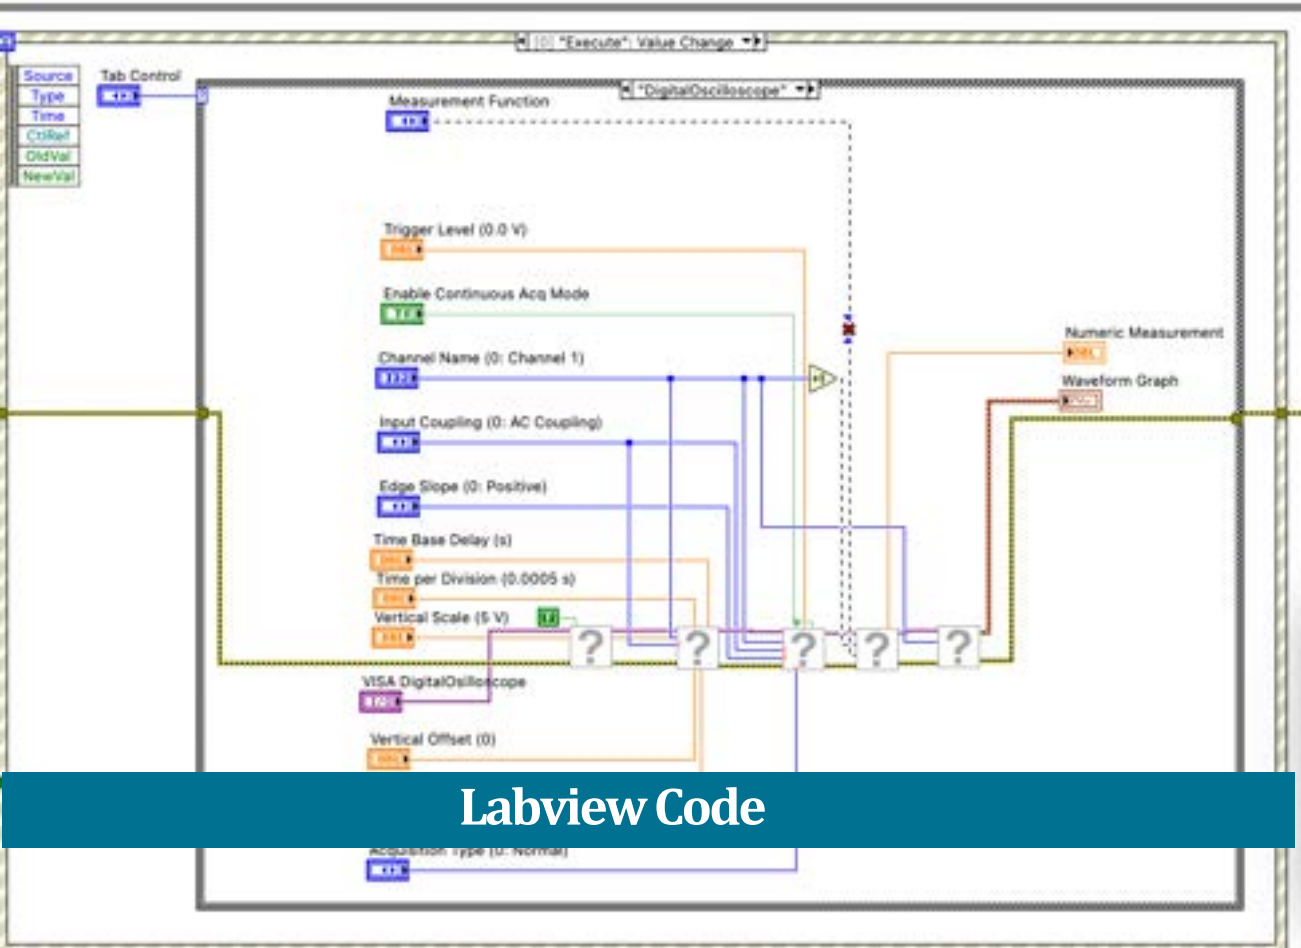 [0] "Execute": Value Change
Source
Type
Time
CtlRef
OldVal
NewVal
Tab Control
"DigitalOscilloscope"
Measurement Function
Trigger Level (0.0 V)
Enable Continuous Acq Mode
Channel Name (0: Channel 1)
Input Coupling (0: AC Coupling)
Edge Slope (0: Positive)
Time Base Delay (s)
Time per Division (0.0005 s)
Vertical Scale (5 V)
Numeric Measurement
Waveform Graph
? ? ? ? ?
VISA DigitalOsilloncope
Vertical Offset (0)
Labview Code
Acquisition Type (0: Normal)